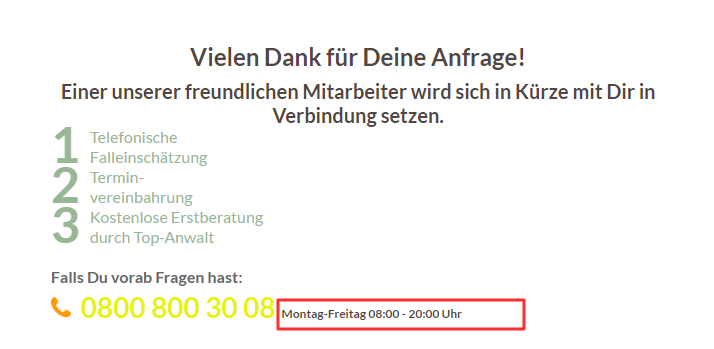 Vielen Dank für Deine Anfrage!
Einer unserer freundlichen Mitarbeiter wird sich in Kürze mit Dir in
Verbindung setzen.
1 Telefonische
Falleinschätzung
2 Termin-
vereinbahrung
3 Kostenlose Erstberatung
durch Top-Anwalt
Falls Du vorab Fragen hast:
0800 800 30 08 Montag-Freitag 08:00 - 20:00 Uhr